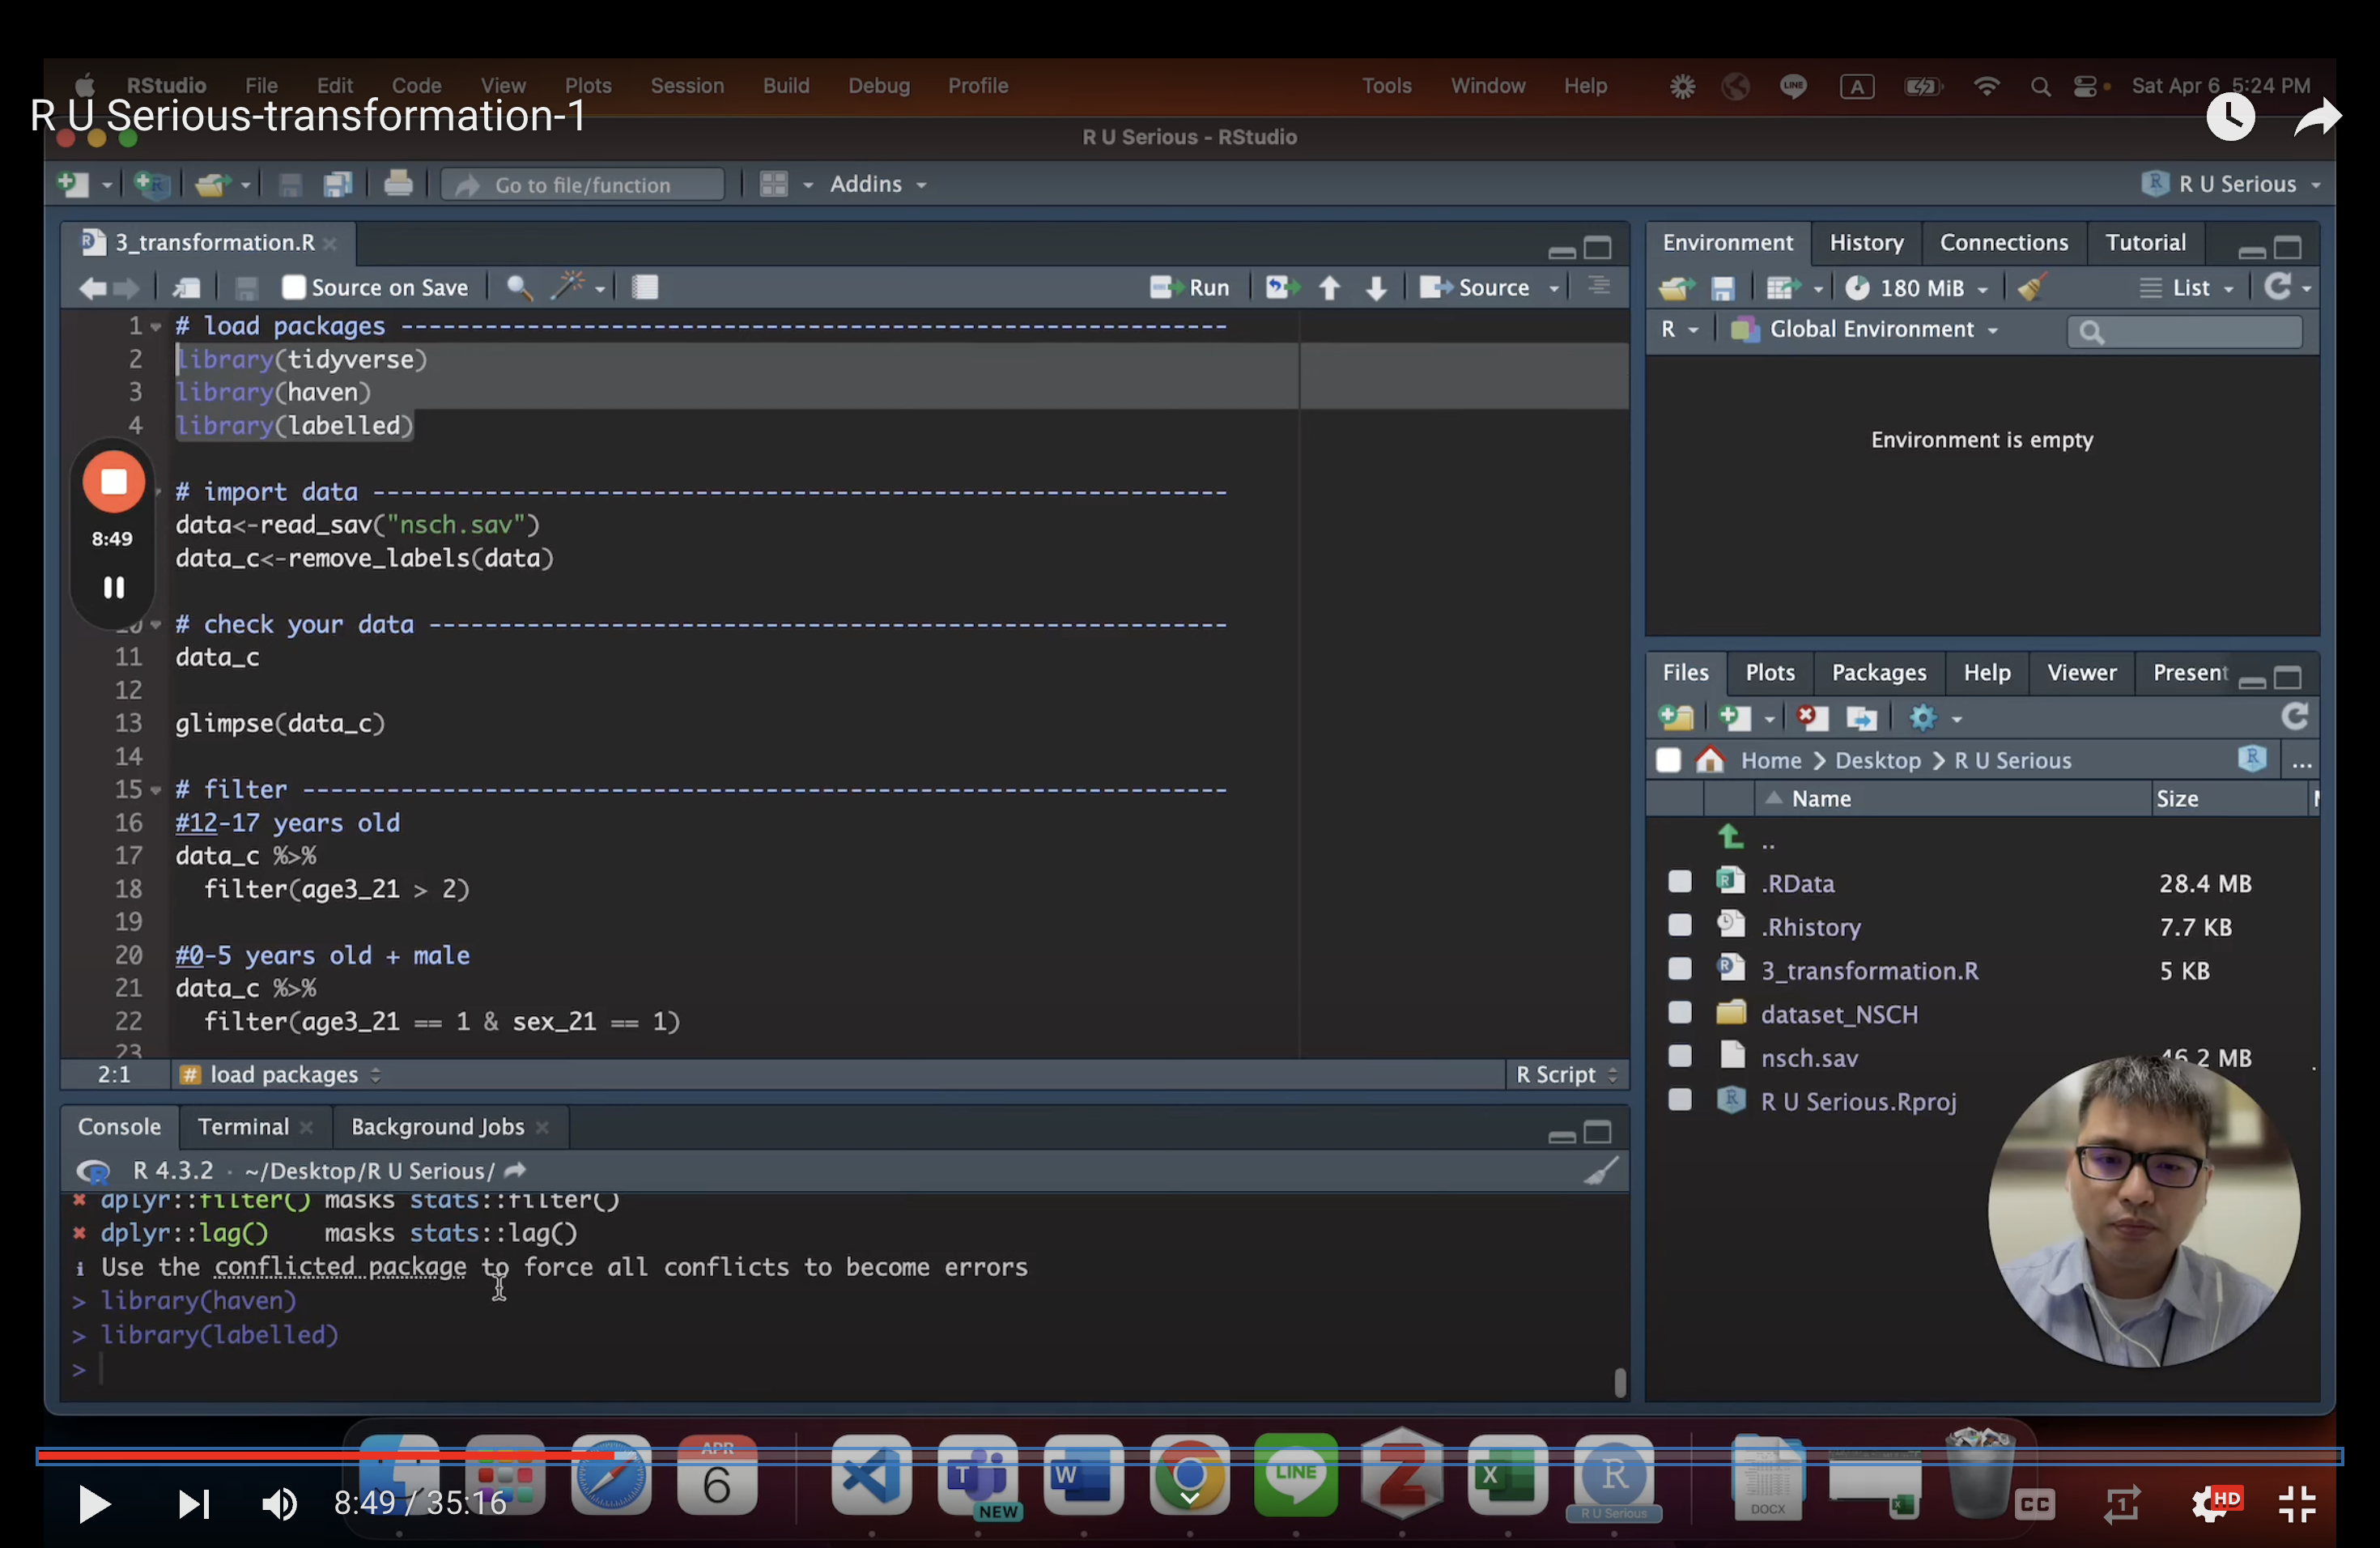 RStudio File Edit Code View Plots Session Build Debug Profile Tools Window Help LINE A Sat Apr 6 5:24 PM
R U Serious-transformation-1
R U Serious - RStudio
Go to file/function Addins R U Serious
3_transformation.R
Source on Save Run Source
1 # load packages ---------------------------------------------------------------
2 library(tidyverse)
3 library(haven)
4 library(labelled)
# import data ---------------------------------------------------------------
data<-read_sav("nsch.sav")
data_c<-remove_labels(data)
8:49
10 # check your data ---------------------------------------------------------------
11 data_c
12
13 glimpse(data_c)
14
15 # filter ---------------------------------------------------------------
16 #12-17 years old
17 data_c %>%
18 filter(age3_21 > 2)
19
20 #0-5 years old + male
21 data_c %>%
22 filter(age3_21 == 1 & sex_21 == 1)
23
2:1 # load packages R Script
Console Terminal Background Jobs
R 4.3.2 · ~/Desktop/R U Serious/
✖ dplyr::filter() masks stats::filter()
✖ dplyr::lag() masks stats::lag()
ℹ Use the conflicted package to force all conflicts to become errors
> library(haven)
> library(labelled)
>
Environment History Connections Tutorial
180 MiB List
R Global Environment
Environment is empty
Files Plots Packages Help Viewer Present
Home > Desktop > R U Serious ...
Name Size
..
.RData 28.4 MB
.Rhistory 7.7 KB
3_transformation.R 5 KB
dataset_NSCH
nsch.sav 46.2 MB
R U Serious.Rproj
APR
6
T
NEW
W
LINE
Z
X
R
R U Serious
DOCX
8:49 / 35:16
CC
1
HD